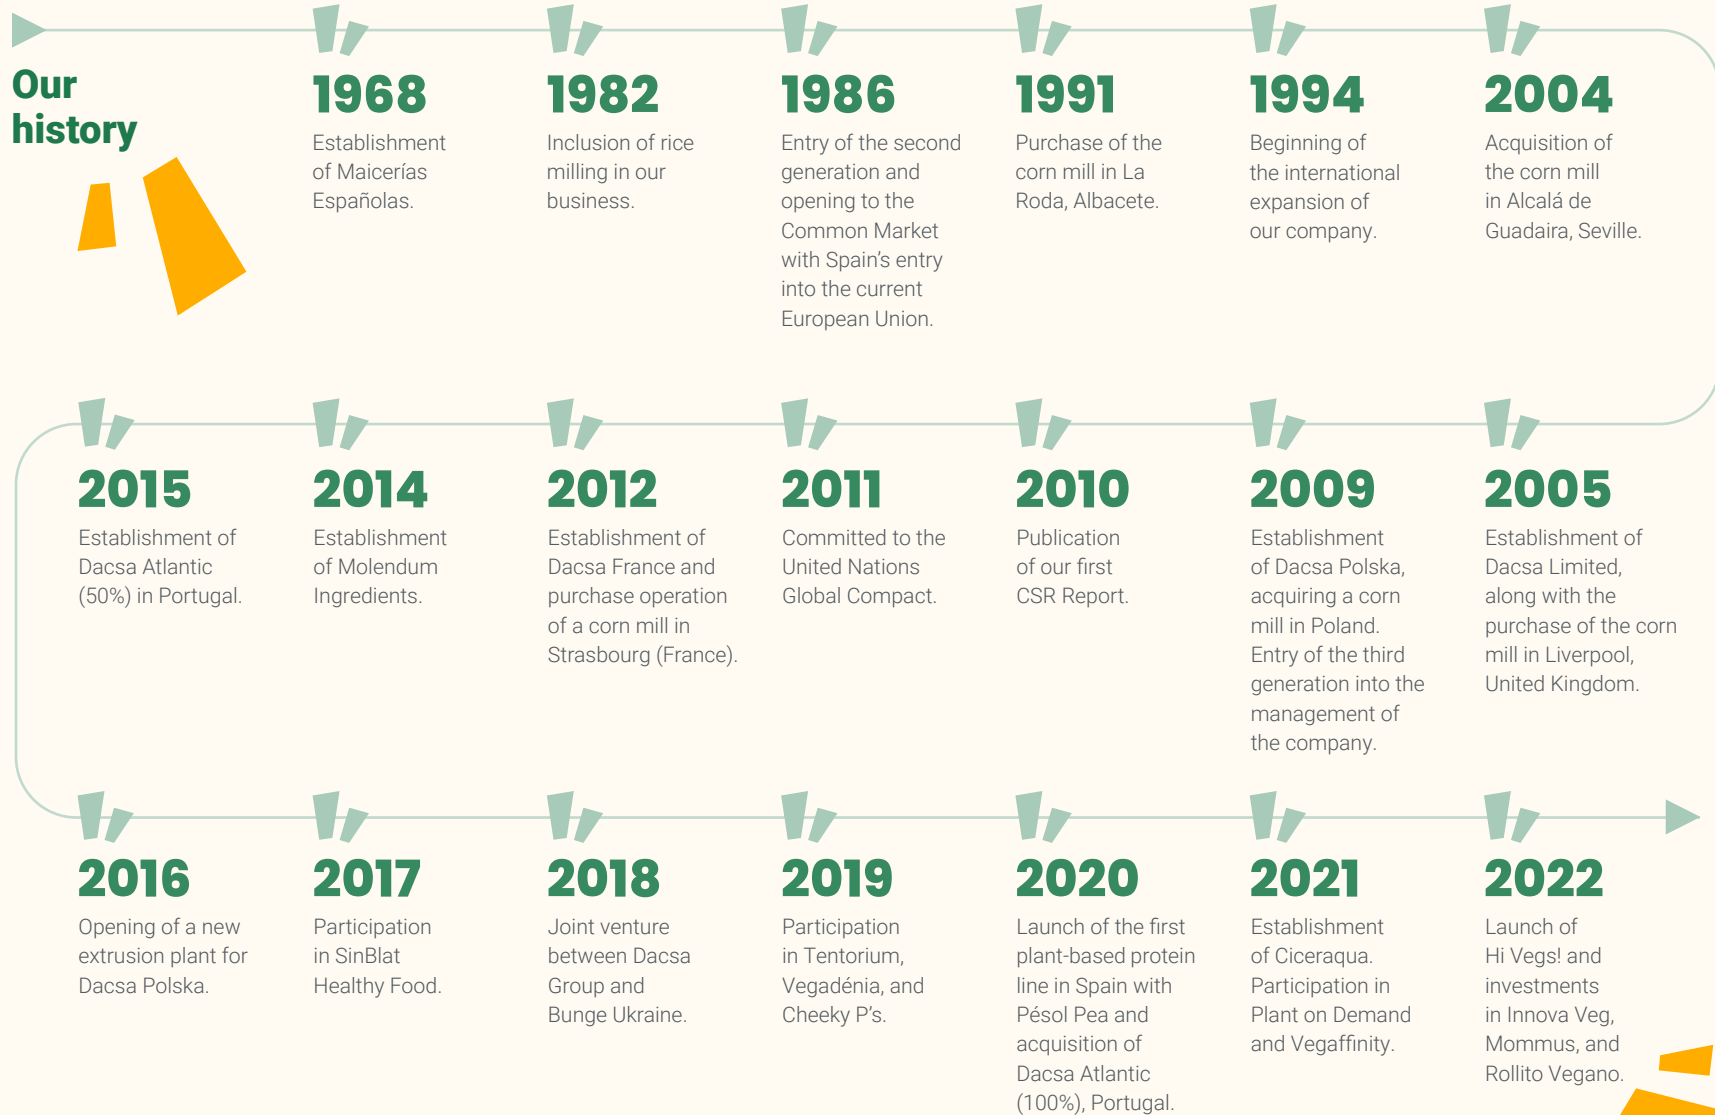 Our
history
1968
Establishment
of Maicerías
Españolas.
1982
Inclusion of rice
milling in our
business.
1986
Entry of the second
generation and
opening to the
Common Market
with Spain's entry
into the current
European Union.
1991
Purchase of the
corn mill in La
Roda, Albacete.
1994
Beginning of
the international
expansion of
our company.
2004
Acquisition of
the corn mill
in Alcalá de
Guadaira, Seville.
2005
Establishment of
Dacsa Limited,
along with the
purchase of the corn
mill in Liverpool,
United Kingdom.
2009
Establishment
of Dacsa Polska,
acquiring a corn
mill in Poland.
Entry of the third
generation into the
management of
the company.
2010
Publication
of our first
CSR Report.
2011
Committed to the
United Nations
Global Compact.
2012
Establishment of
Dacsa France and
purchase operation
of a corn mill in
Strasbourg (France).
2014
Establishment
of Molendum
Ingredients.
2015
Establishment of
Dacsa Atlantic
(50%) in Portugal.
2016
Opening of a new
extrusion plant for
Dacsa Polska.
2017
Participation
in SinBlat
Healthy Food.
2018
Joint venture
between Dacsa
Group and
Bunge Ukraine.
2019
Participation
in Tentorium,
Vegadénia, and
Cheeky P's.
2020
Launch of the first
plant-based protein
line in Spain with
Pésol Pea and
acquisition of
Dacsa Atlantic
(100%), Portugal.
2021
Establishment
of Ciceraqua.
Participation in
Plant on Demand
and Vegaffinity.
2022
Launch of
Hi Vegs! and
investments
in Innova Veg,
Mommus, and
Rollito Vegano.